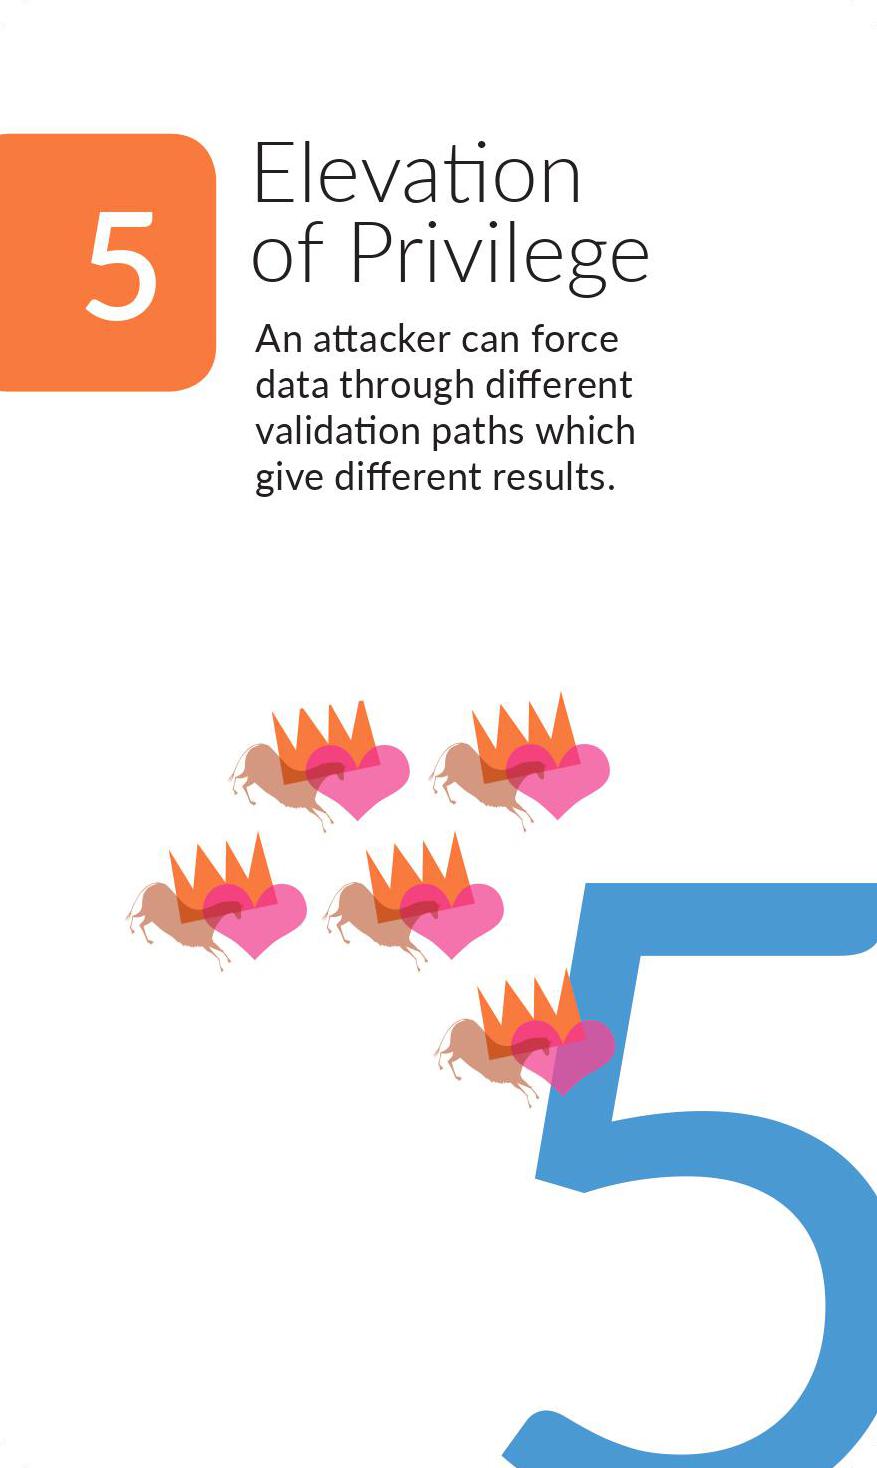 5
Elevation
of Privilege
An attacker can force
data through different
validation paths which
give different results.
5